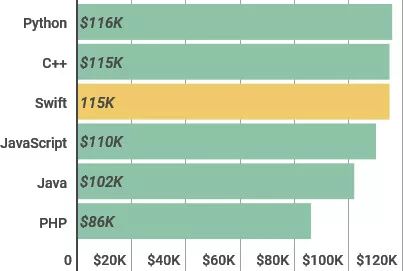 Python $116K
C++ $115K
Swift 115K
JavaScript $110K
Java $102K
PHP $86K
0 $20K $40K $60K $80K $100K $120K